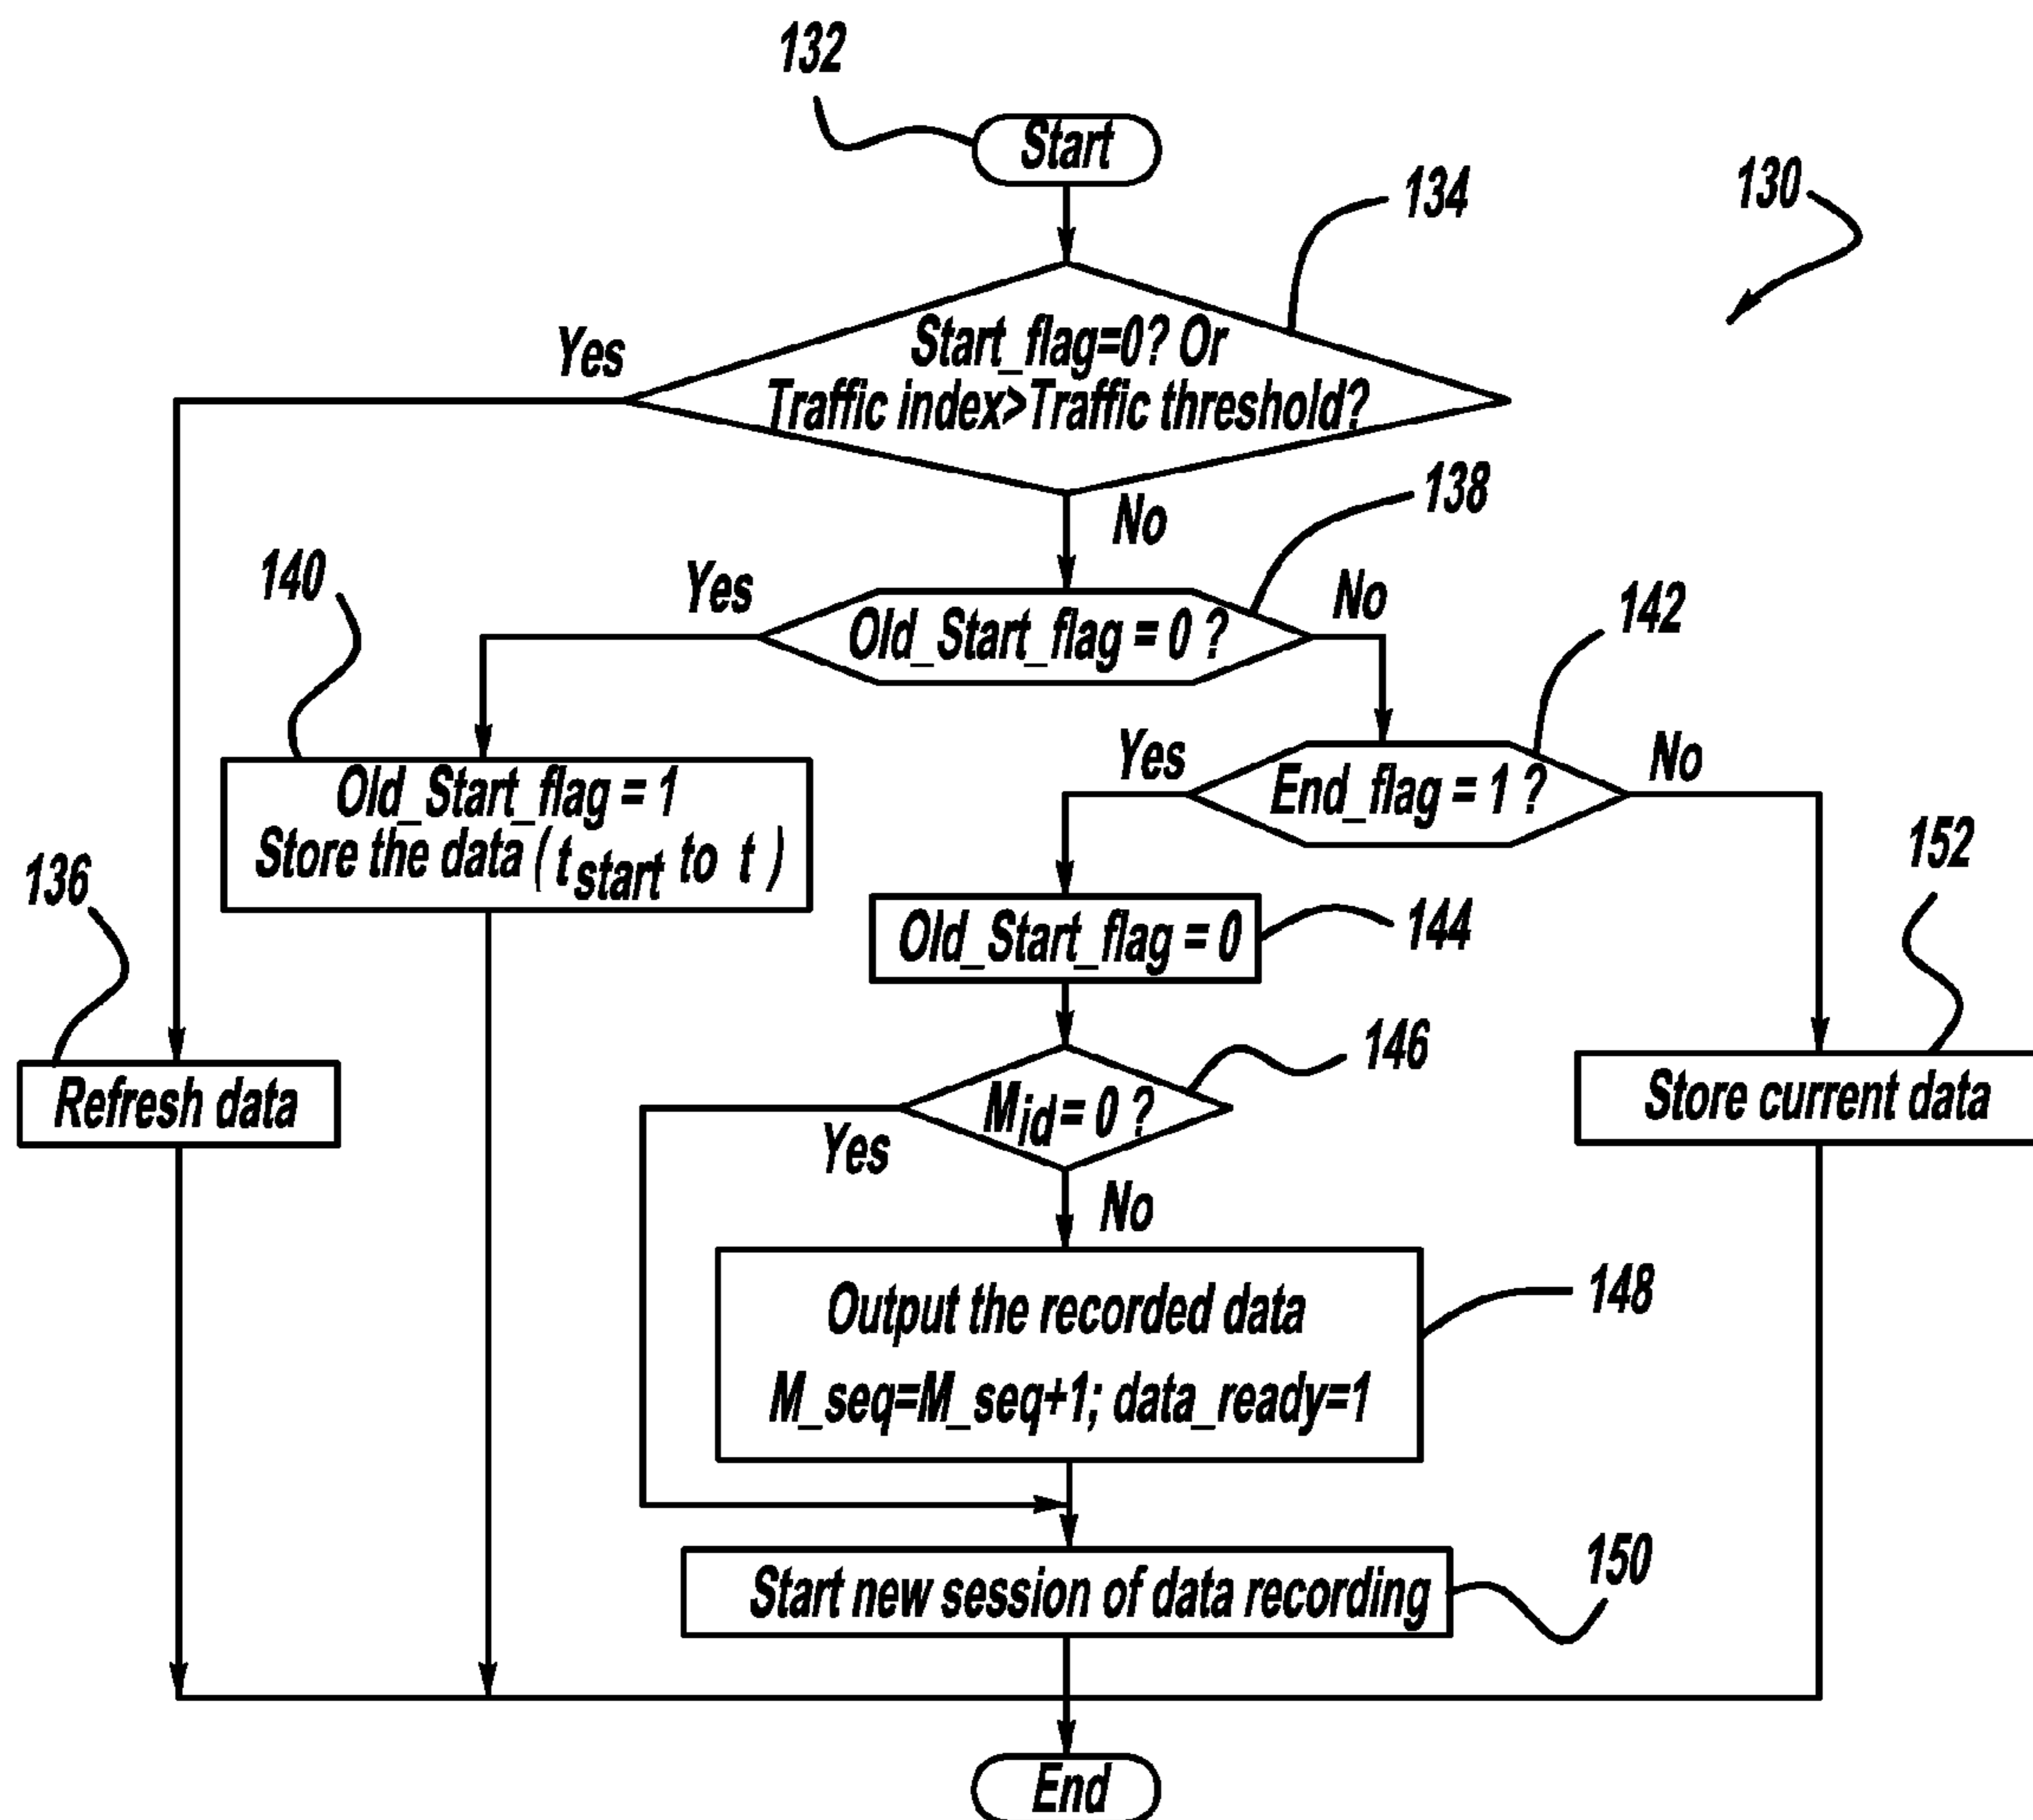 132
Start
134
130
Start_flag=0? Or
Traffic index>Traffic threshold?
Yes
No
138
140
Yes
Old_Start_flag = 0 ?
No
142
Old_Start_flag = 1
Store the data ( t start to t )
Yes
End_flag = 1 ?
No
136
152
Old_Start_flag = 0
144
146
Refresh data
Mid = 0 ?
Store current data
Yes
No
Output the recorded data
M_seq=M_seq+1; data_ready=1
148
Start new session of data recording
150
End